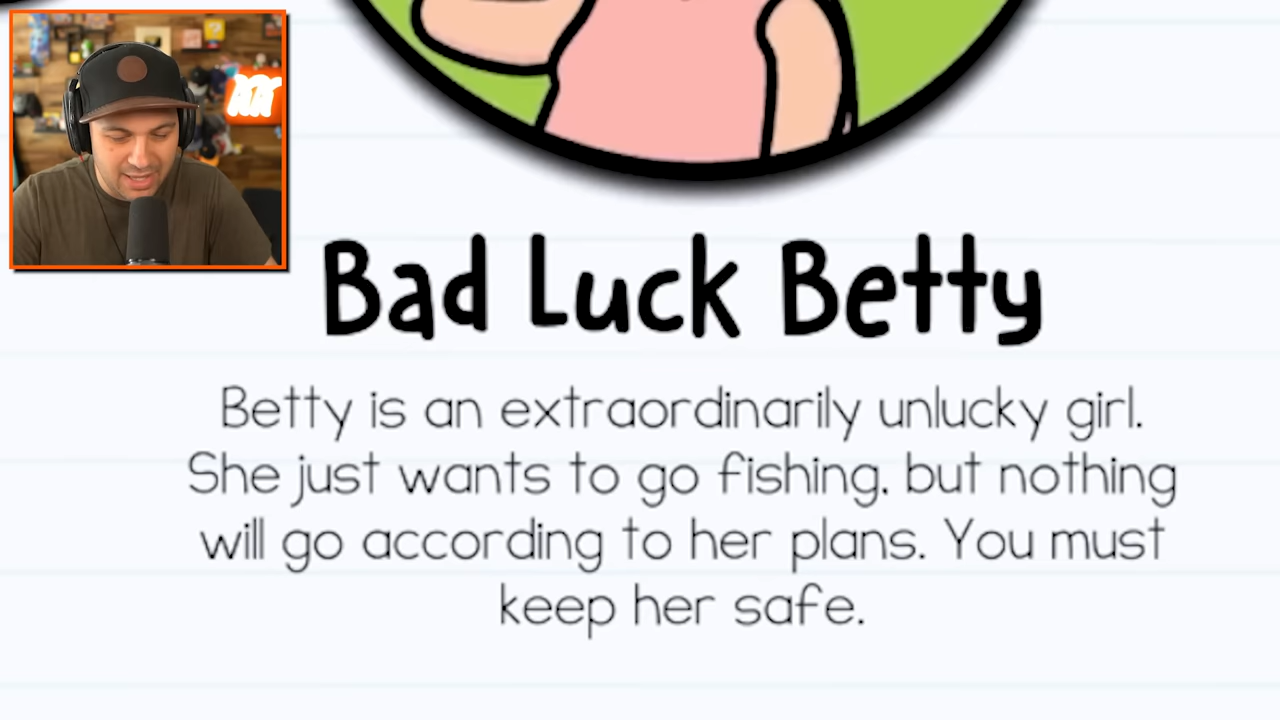 Bad Luck Betty
Betty is an extraordinarily unlucky girl.
She just wants to go fishing, but nothing
will go according to her plans. You must
keep her safe.